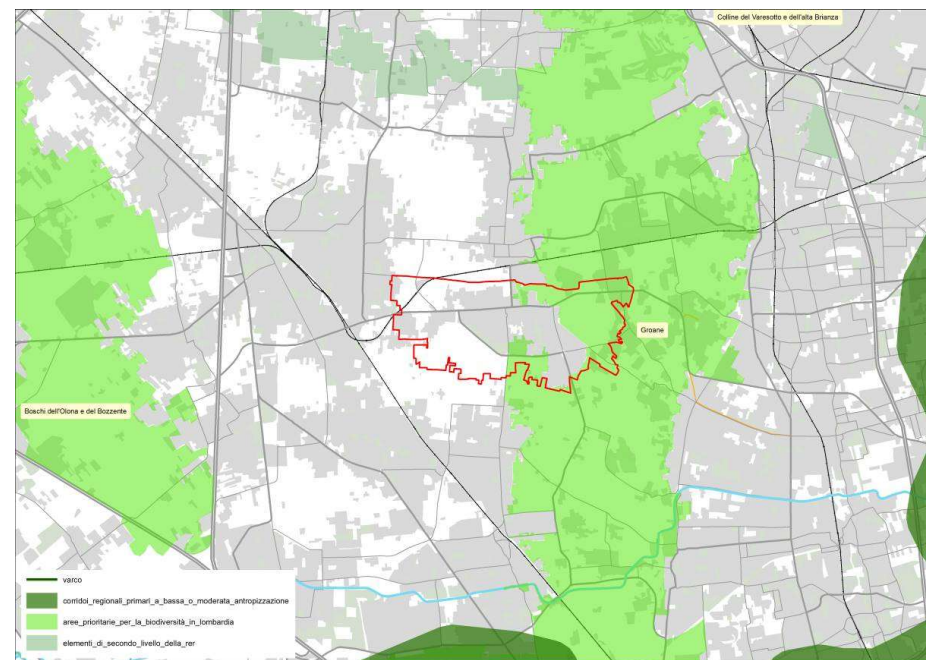 Colline del Varesotto e dell'alta Brianza
Groane
Boschi dell'Olona e del Bozzente
varco
corridoi_regionali_primari_a_bassa_o_moderata_antropizzazione
aree_prioritarie_per_la_biodiversità_in_lombardia
elementi_di_secondo_livello_della_rer